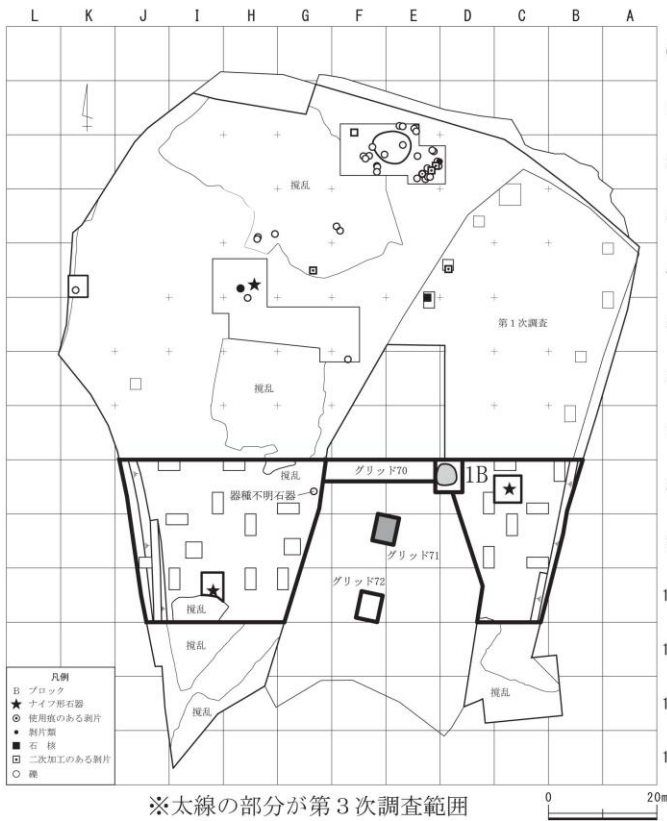 L K J I H G F E D C B A
攪乱
第1次調査
攪乱
攪乱
グリッド70
1B
器種不明石器
グリッド71
グリッド72
攪乱
1
攪乱
1
攪乱
攪乱
1
1
凡例
B ブロック
★ ナイフ形石器
使用痕のある剥片
剥片類
■ 石 核
二次加工のある剥片
○ 礫
※太線の部分が第3次調査範囲
0 20m